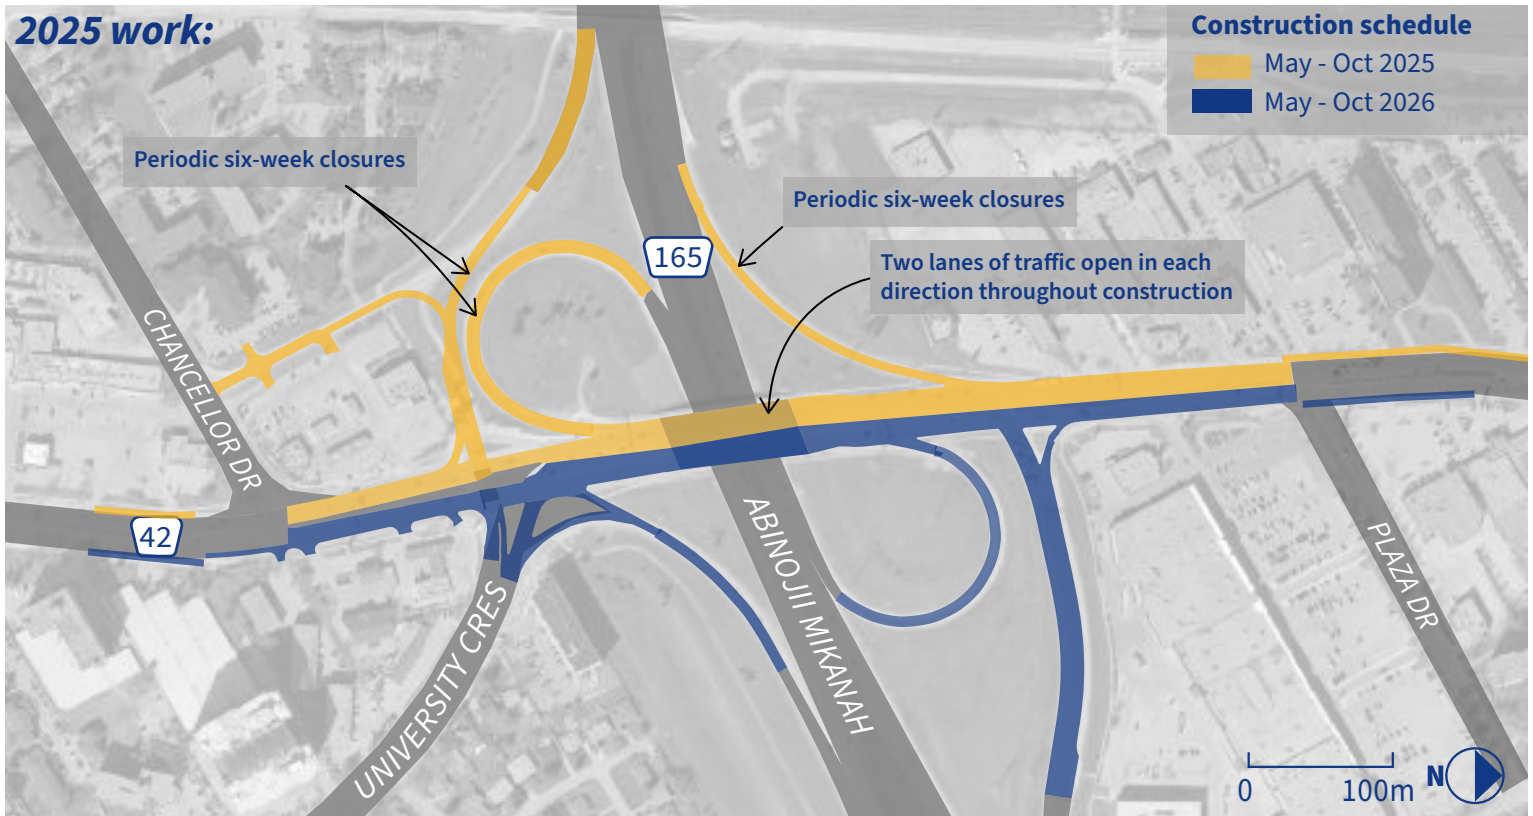 2025 work:
Construction schedule
May - Oct 2025
May - Oct 2026
Periodic six-week closures
Periodic six-week closures
165
Two lanes of traffic open in each
direction throughout construction
CHANCELLOR DR
42
ABINOJII MIKANAH
PLAZA DR
UNIVERSITY CRES
0
100m
N